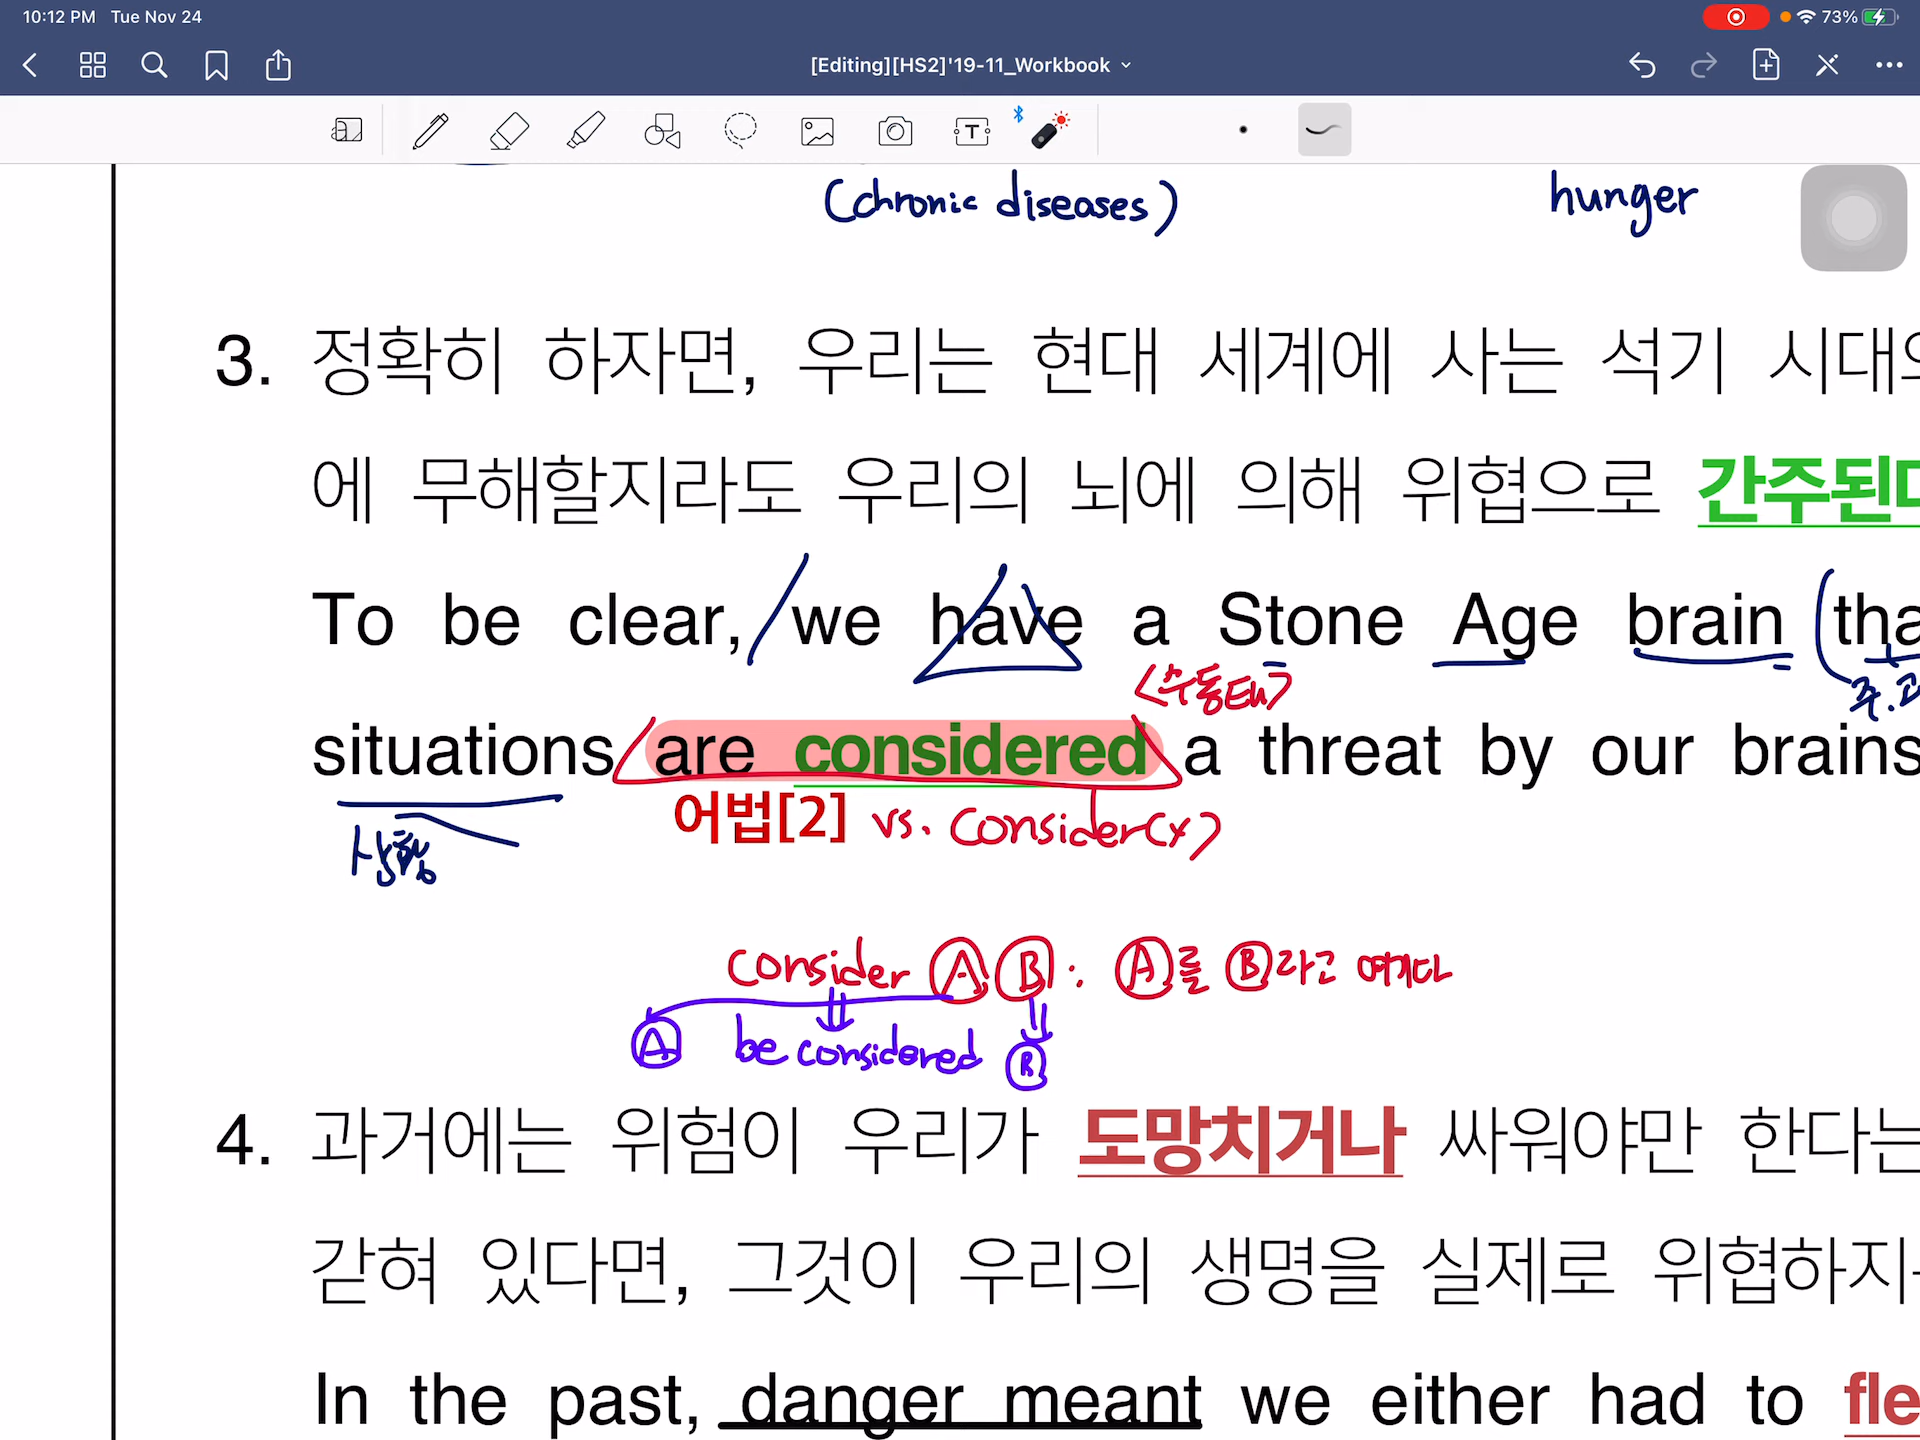 10:12 PM Tue Nov 24
73%
[Editing][HS2]'19-11_Workbook
(chronic diseases) hunger
3. 정확히 하자면, 우리는 현대 세계에 사는 석기 시대의
에 무해할지라도 우리의 뇌에 의해 위협으로 간주된다
To be clear, we have a Stone Age brain (tha
<수동태> 주.관
situations are considered a threat by our brains
상황 어법[2] vs. consider(x)
consider A B : A를 B라고 여기다
A be considered B
4. 과거에는 위험이 우리가 도망치거나 싸워야만 한다는
갇혀 있다면, 그것이 우리의 생명을 실제로 위협하지
In the past, danger meant we either had to fle